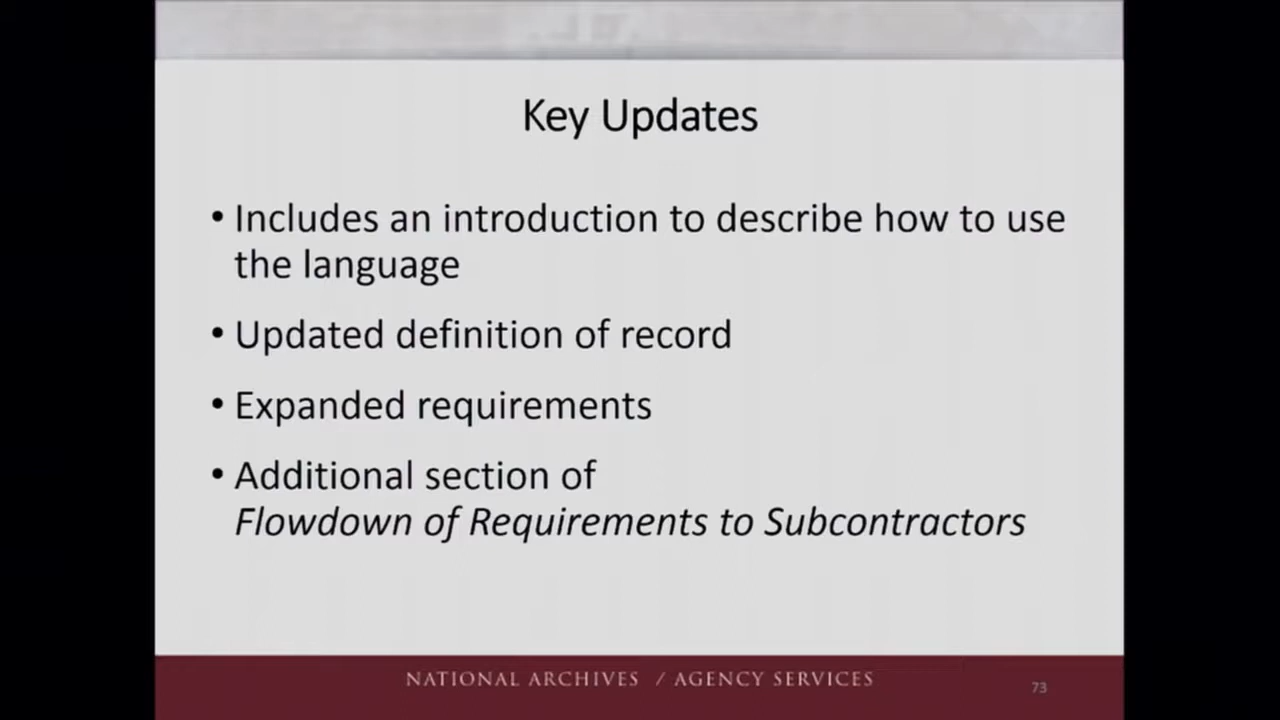 Key Updates
• Includes an introduction to describe how to use
the language
• Updated definition of record
• Expanded requirements
• Additional section of
Flowdown of Requirements to Subcontractors
NATIONAL ARCHIVES / AGENCY SERVICES
73